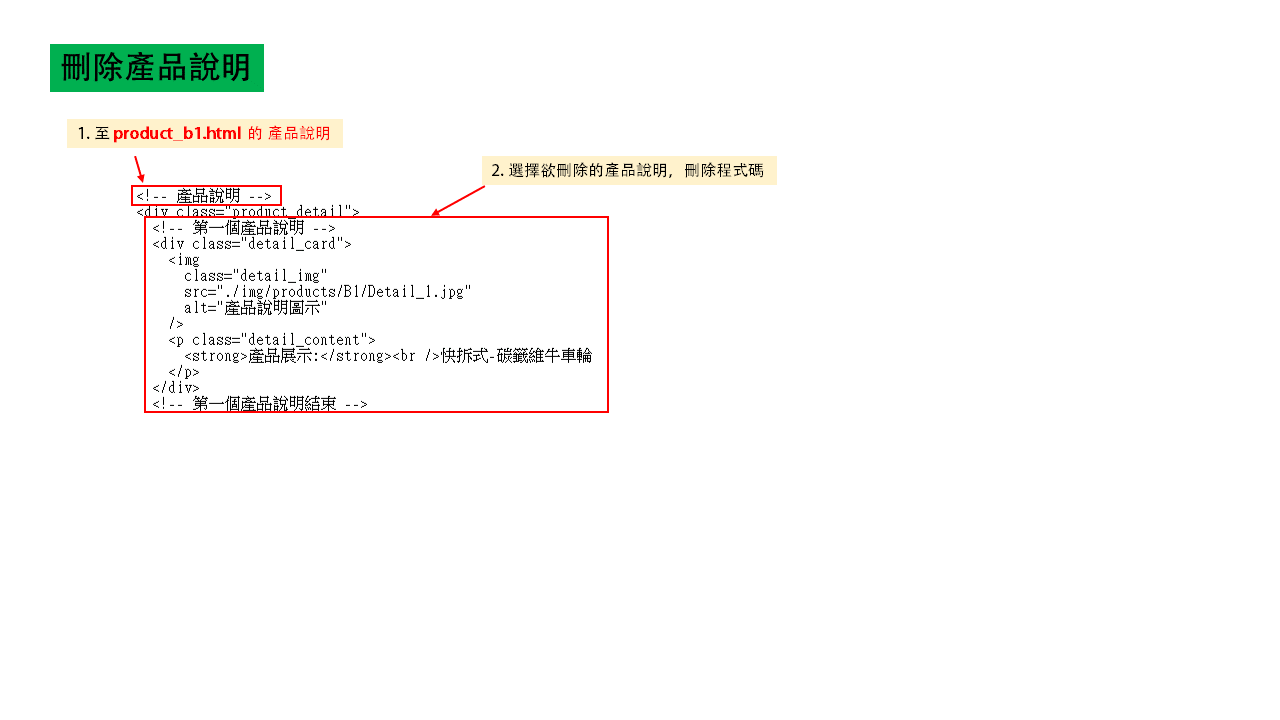 刪除產品說明
1. 至 product_b1.html 的 產品說明
2. 選擇欲刪除的產品說明，刪除程式碼
<!-- 產品說明 -->
<div class="product_detail">
<!-- 第一個產品說明 -->
<div class="detail_card">
<img
class="detail_img"
src="./img/products/B1/Detail_1.jpg"
alt="產品說明圖示"
/>
<p class="detail_content">
<strong>產品展示:</strong><br />快拆式-碳纖維牛車輪
</p>
</div>
<!-- 第一個產品說明結束 -->